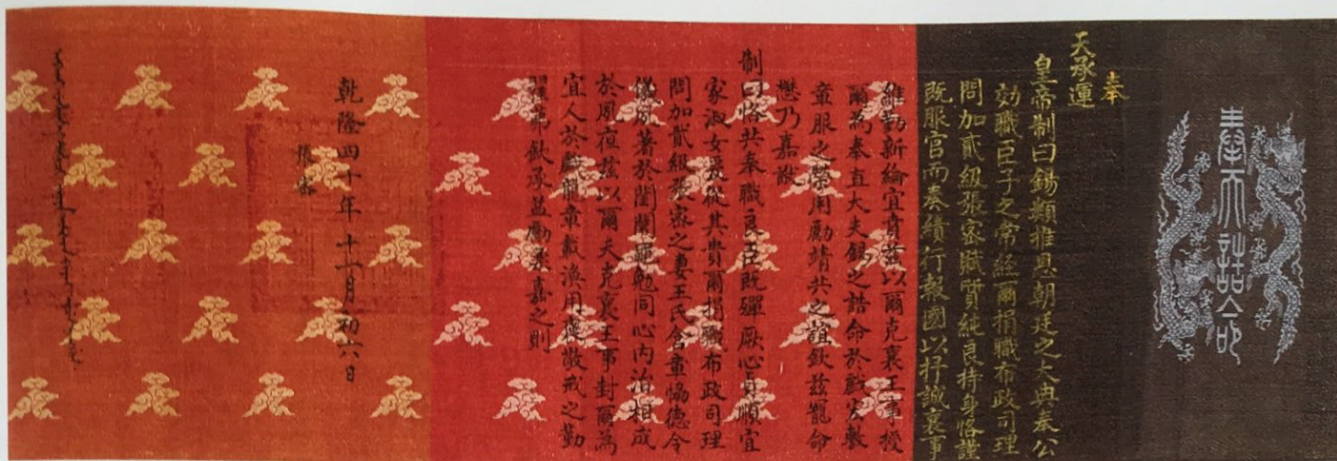 奉天誥命
奉
天承運
皇帝制曰錫類推恩朝廷之大典奉公
効職臣子之常經爾捐職布政司理
問加貳級張密賦質純良持身恪謹
既服官而奏績行報國以抒誠襄事
維勤新綸宜賁茲以爾克襄王事授
爾為奉直大夫錫之誥命於戲宏敷
章服之榮用勵靖共之誼欽茲寵命
懋乃嘉猷
制曰恪共奉職良臣既殫厥心貞順宜
家淑女爰從其貴爾捐職布政司理
問加貳級張密之妻王氏含章協德令
儀夙著於閨闈黽勉同心內治相成
於夙夜茲以爾夫克襄王事封爾為
宜人於戲龍章載渙用褒敬戒之勤
翟茀欽承益勵柔嘉之則
乾隆四十年十一月初六日
張密